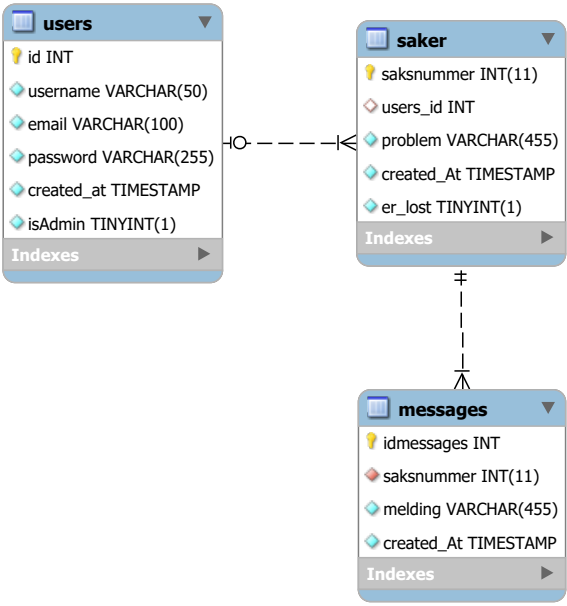 users
id INT
username VARCHAR(50)
email VARCHAR(100)
password VARCHAR(255)
created_at TIMESTAMP
isAdmin TINYINT(1)
Indexes
saker
saksnummer INT(11)
users_id INT
problem VARCHAR(455)
created_At TIMESTAMP
er_lost TINYINT(1)
Indexes
messages
idmessages INT
saksnummer INT(11)
melding VARCHAR(455)
created_At TIMESTAMP
Indexes